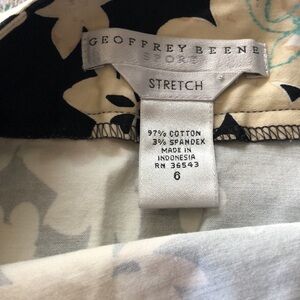 GEOFFREY BEENE
SPORT
STRETCH
97% COTTON
3% SPANDEX
MADE IN
INDONESIA
RN 36543
6